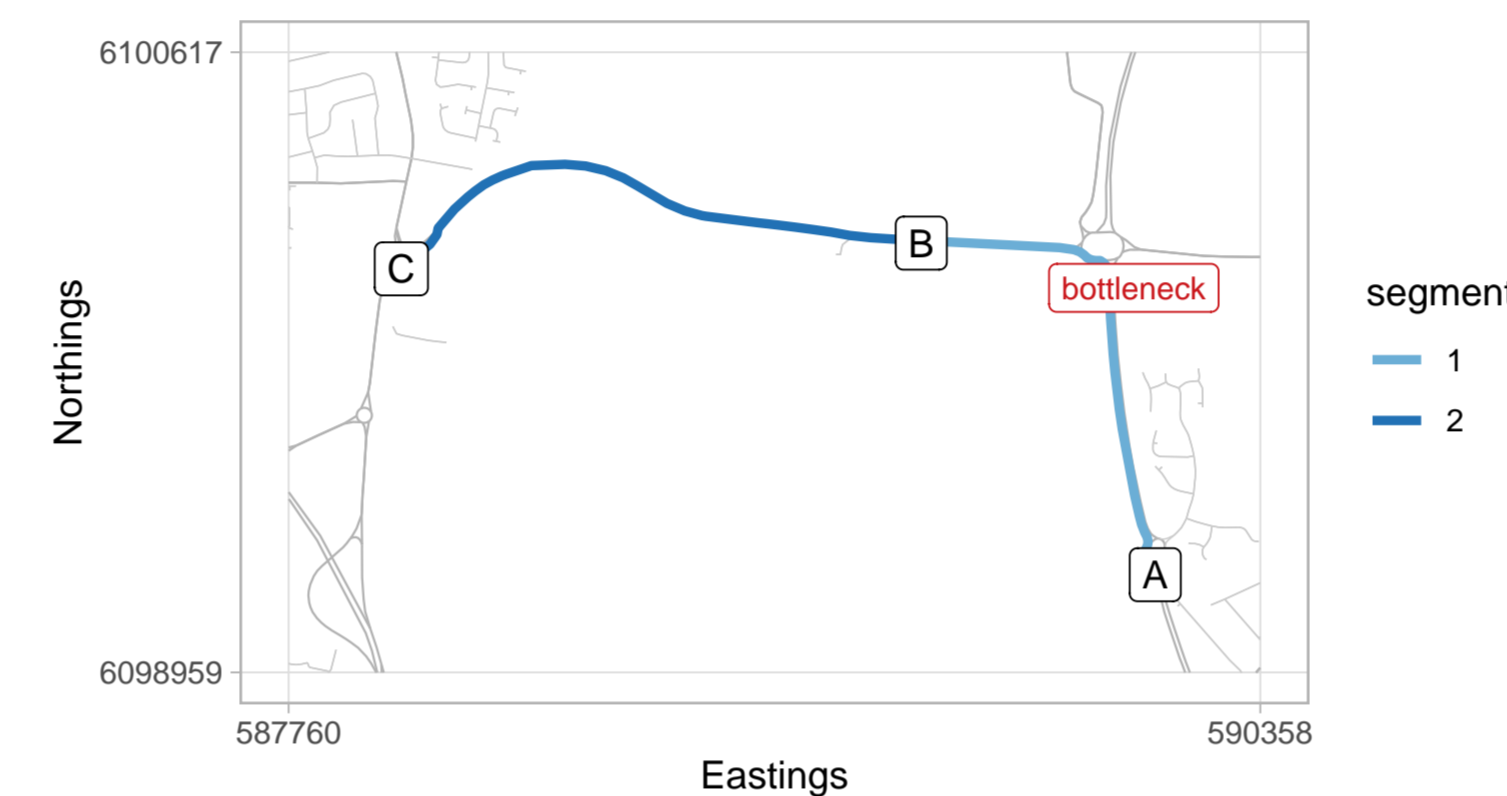 6100617
C
B
bottleneck
A
6098959
587760
590358
Eastings
Northings
segment
1
2